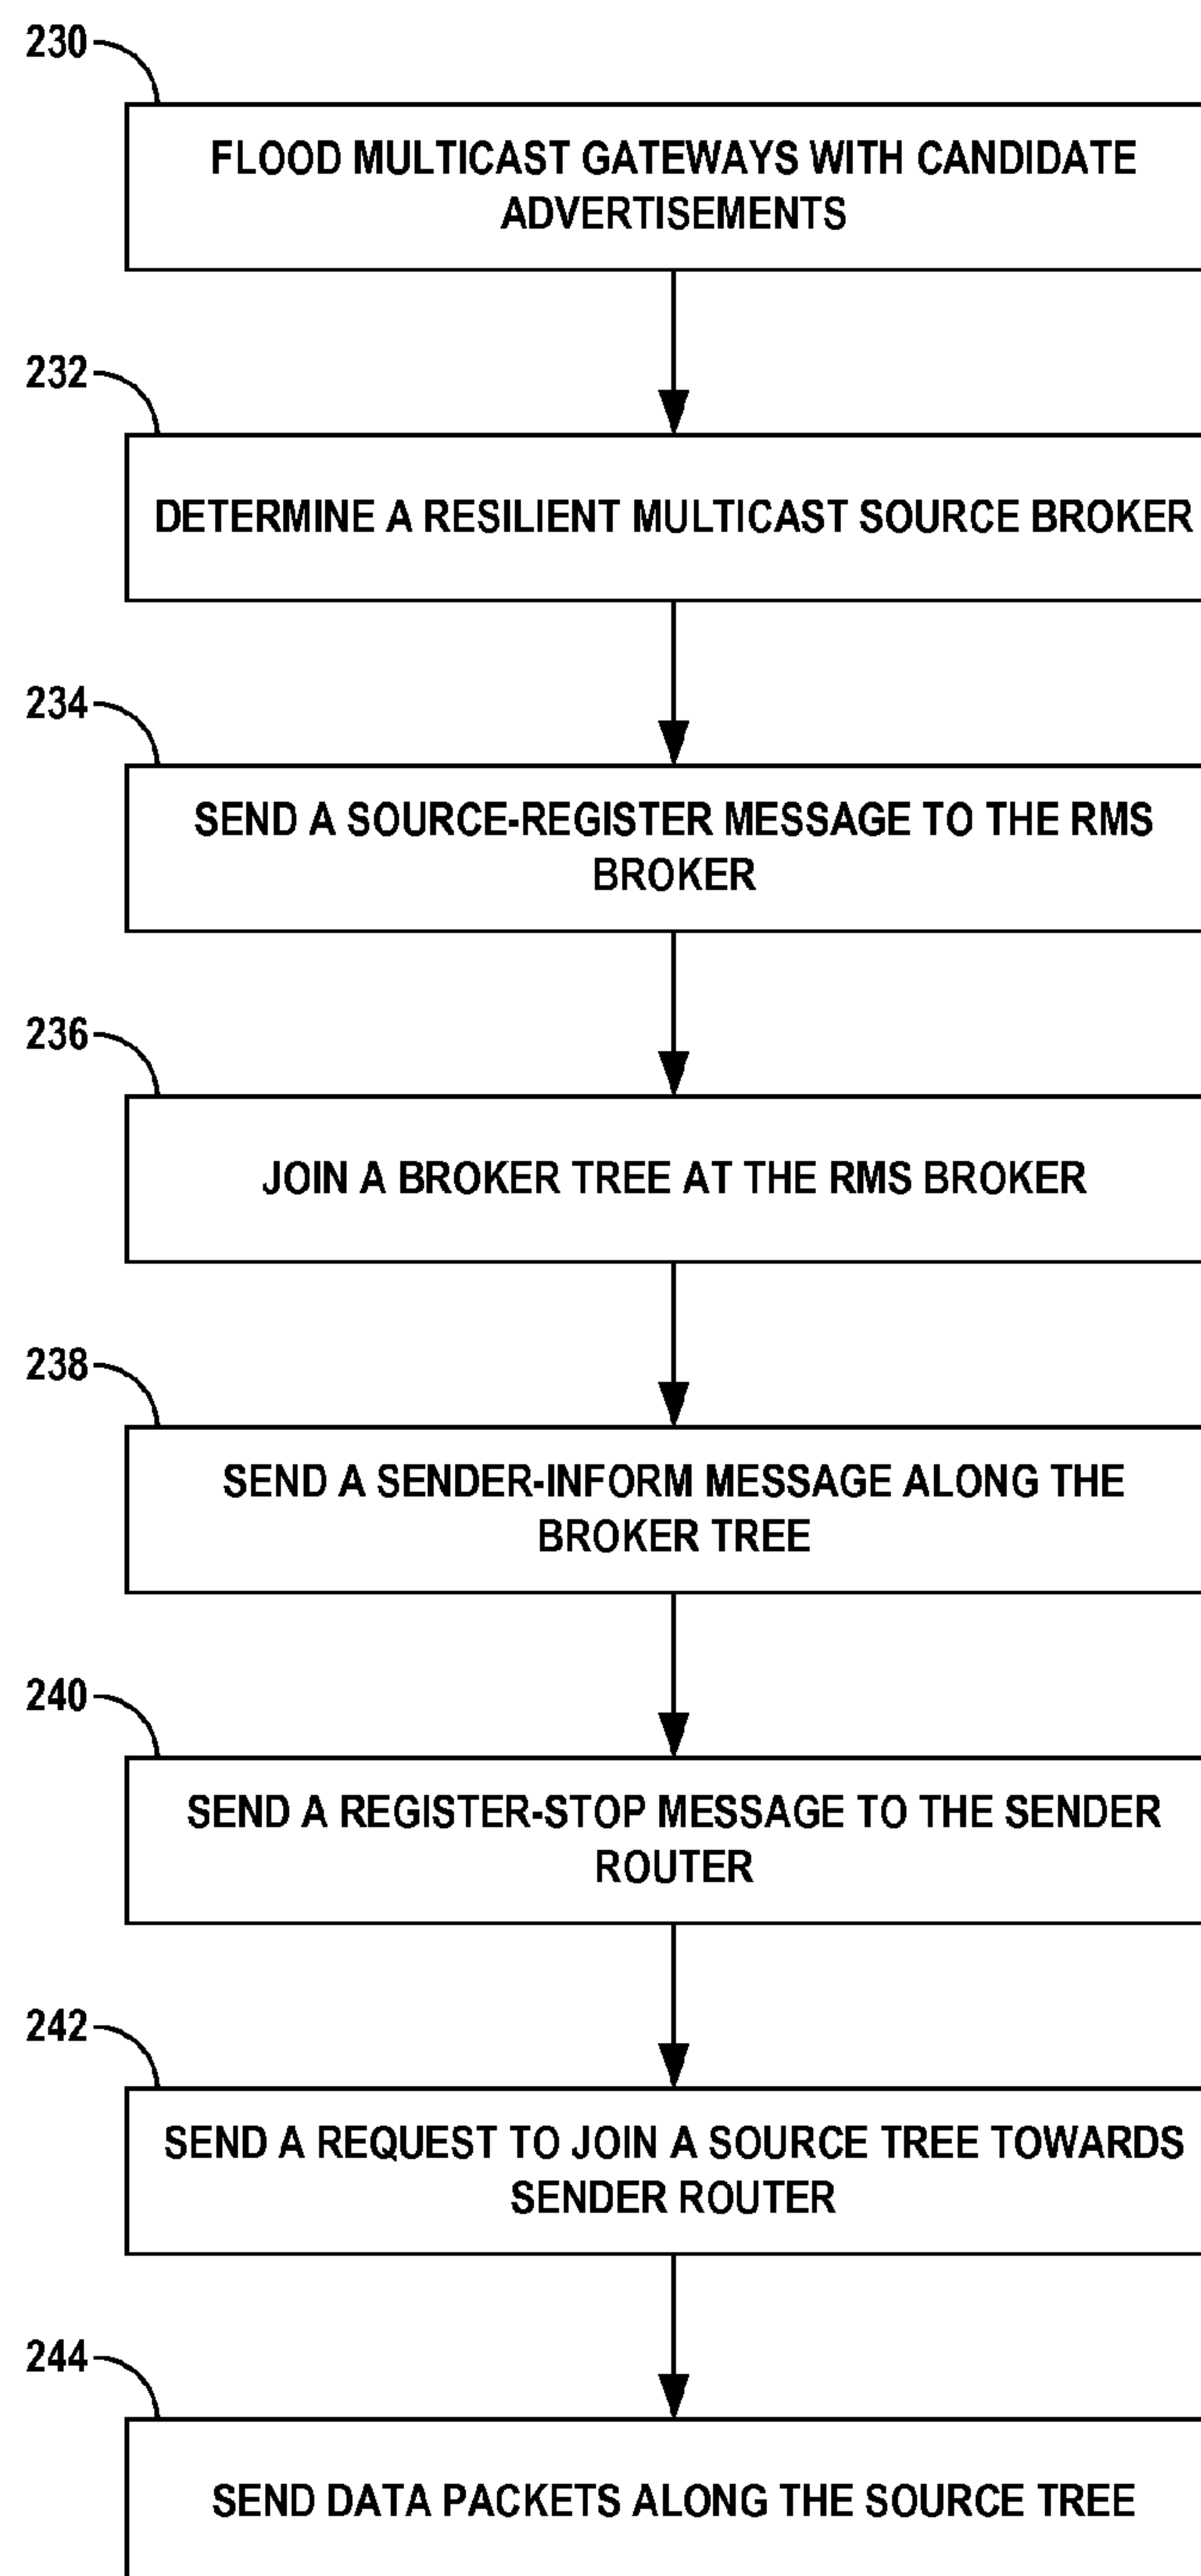 230
FLOOD MULTICAST GATEWAYS WITH CANDIDATE
ADVERTISEMENTS
232
DETERMINE A RESILIENT MULTICAST SOURCE BROKER
234
SEND A SOURCE-REGISTER MESSAGE TO THE RMS
BROKER
236
JOIN A BROKER TREE AT THE RMS BROKER
238
SEND A SENDER-INFORM MESSAGE ALONG THE
BROKER TREE
240
SEND A REGISTER-STOP MESSAGE TO THE SENDER
ROUTER
242
SEND A REQUEST TO JOIN A SOURCE TREE TOWARDS
SENDER ROUTER
244
SEND DATA PACKETS ALONG THE SOURCE TREE